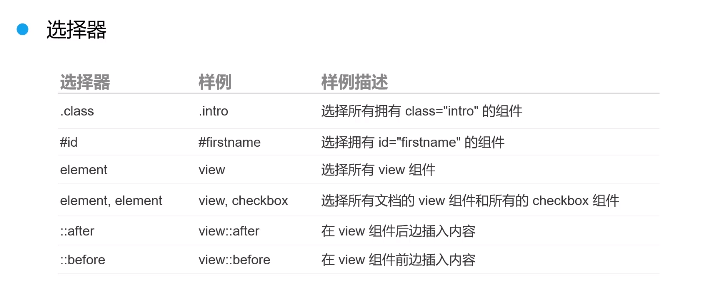 选择器
选择器 样例 样例描述
.class .intro 选择所有拥有 class="intro" 的组件
#id #firstname 选择拥有 id="firstname" 的组件
element view 选择所有 view 组件
element, element view, checkbox 选择所有文档的 view 组件和所有的 checkbox 组件
::after view::after 在 view 组件后边插入内容
::before view::before 在 view 组件前边插入内容